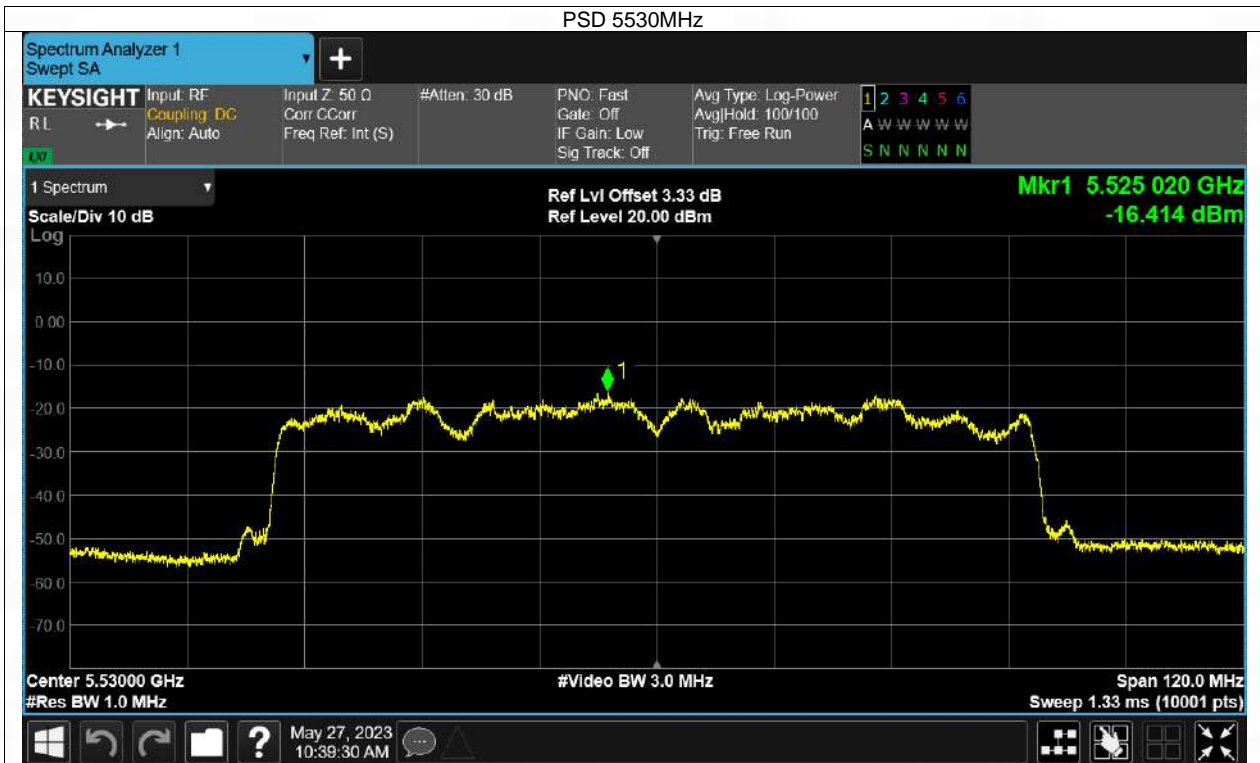 PSD 5530MHz
Spectrum Analyzer 1
Swept SA
KEYSIGHT
RL
LXI
Input: RF
Coupling: DC
Align: Auto
Input Z: 50 Ω
Corr CCorr
Freq Ref: Int (S)
#Atten: 30 dB
PNO: Fast
Gate: Off
IF Gain: Low
Sig Track: Off
Avg Type: Log-Power
Avg|Hold: 100/100
Trig: Free Run
1 2 3 4 5 6
A W W W W W
S N N N N N
1 Spectrum
Scale/Div 10 dB
Log
Ref Lvl Offset 3.33 dB
Ref Level 20.00 dBm
Mkr1 5.525 020 GHz
-16.414 dBm
10.0
0.00
-10.0
1
-20.0
-30.0
-40.0
-50.0
-60.0
-70.0
Center 5.53000 GHz
#Video BW 3.0 MHz
Span 120.0 MHz
#Res BW 1.0 MHz
Sweep 1.33 ms (10001 pts)
?
May 27, 2023
10:39:30 AM